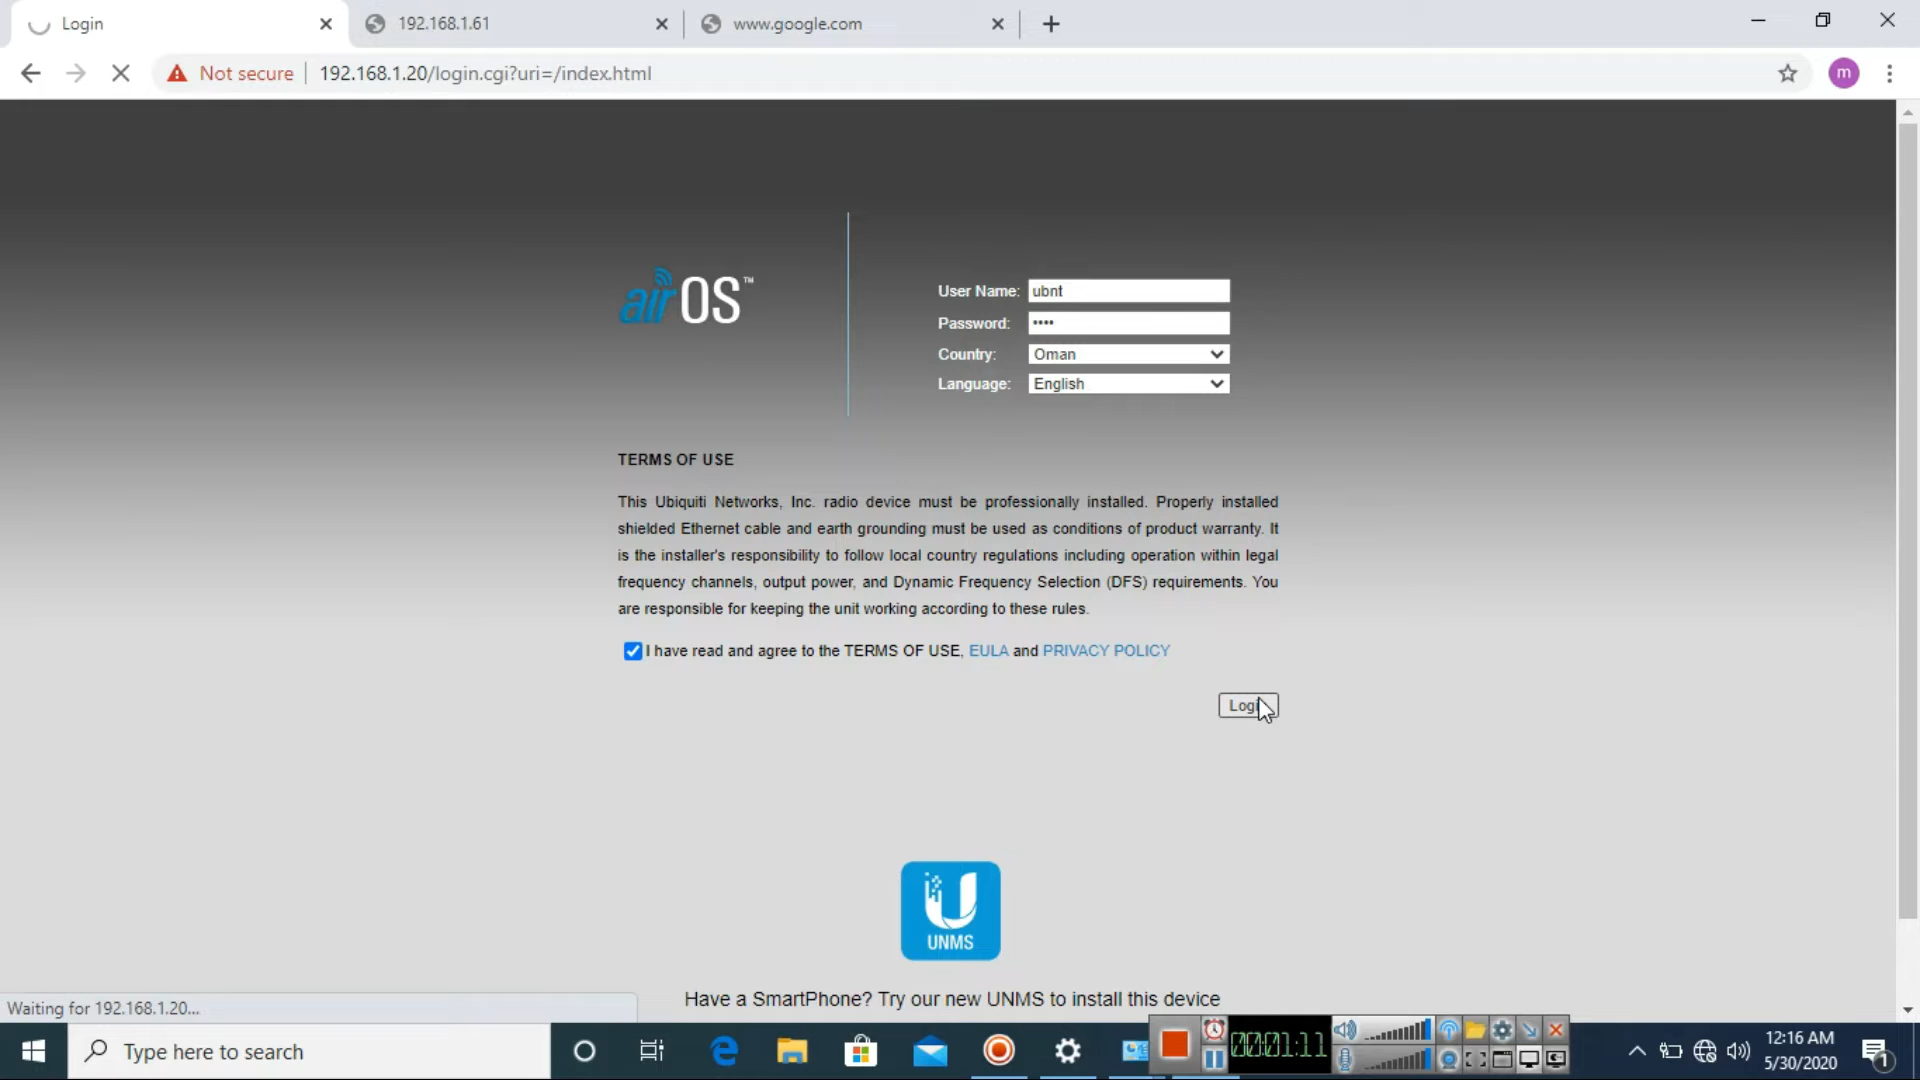 Login
192.168.1.61
www.google.com
Not secure
192.168.1.20/login.cgi?uri=/index.html
m
airOS™
User Name: ubnt
Password: ••••
Country: Oman
Language: English
TERMS OF USE
This Ubiquiti Networks, Inc. radio device must be professionally installed. Properly installed
shielded Ethernet cable and earth grounding must be used as conditions of product warranty. It
is the installer's responsibility to follow local country regulations including operation within legal
frequency channels, output power, and Dynamic Frequency Selection (DFS) requirements. You
are responsible for keeping the unit working according to these rules.
I have read and agree to the TERMS OF USE, EULA and PRIVACY POLICY
Login
U
UNMS
Have a SmartPhone? Try our new UNMS to install this device
Waiting for 192.168.1.20...
Type here to search
00:01:11
12:16 AM
5/30/2020
1